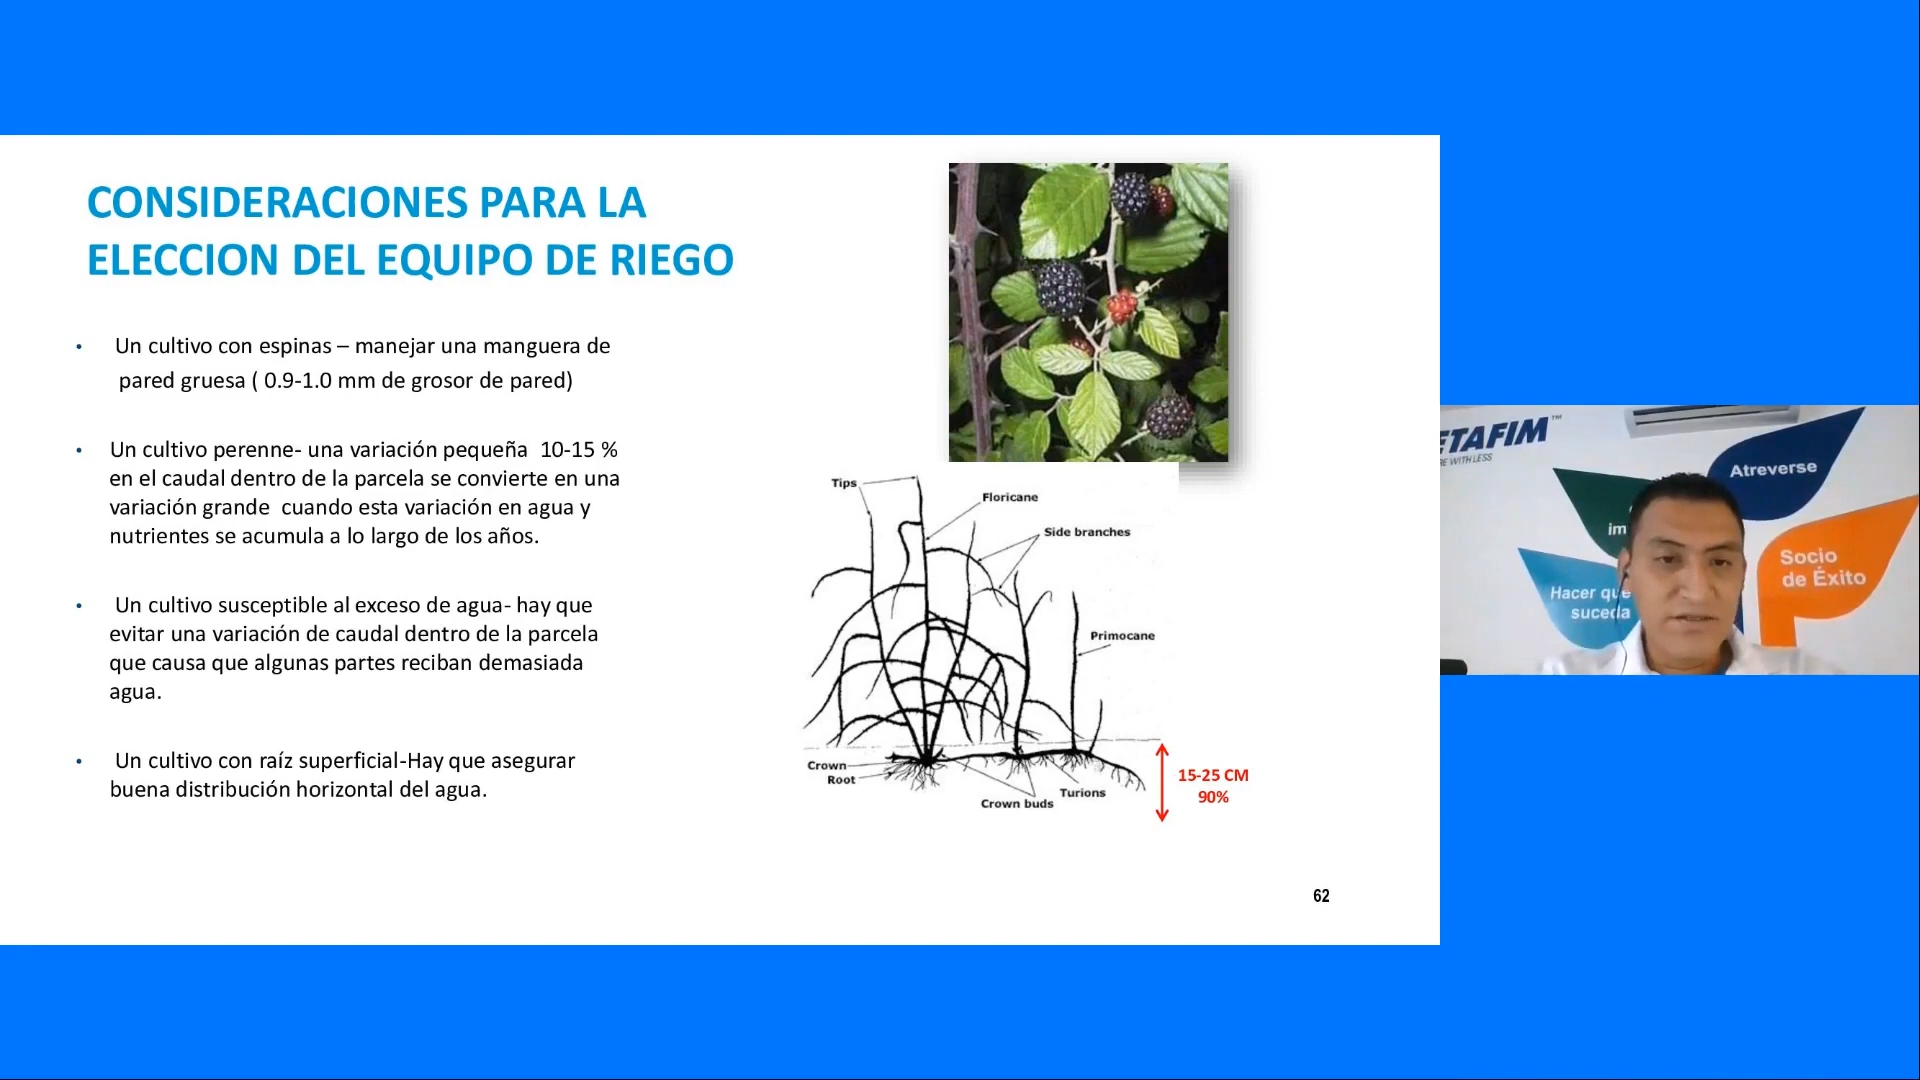 CONSIDERACIONES PARA LA
ELECCION DEL EQUIPO DE RIEGO
• Un cultivo con espinas – manejar una manguera de
pared gruesa ( 0.9-1.0 mm de grosor de pared)
• Un cultivo perenne- una variación pequeña 10-15 %
en el caudal dentro de la parcela se convierte en una
variación grande cuando esta variación en agua y
nutrientes se acumula a lo largo de los años.
• Un cultivo susceptible al exceso de agua- hay que
evitar una variación de caudal dentro de la parcela
que causa que algunas partes reciban demasiada
agua.
• Un cultivo con raíz superficial-Hay que asegurar
buena distribución horizontal del agua.
Tips
Floricane
Side branches
Primocane
Crown
Root
Crown buds
Turions
15-25 CM
90%
62
ETAFIM™
WITH LESS
Atreverse
im
Socio
de Éxito
Hacer que
suceda